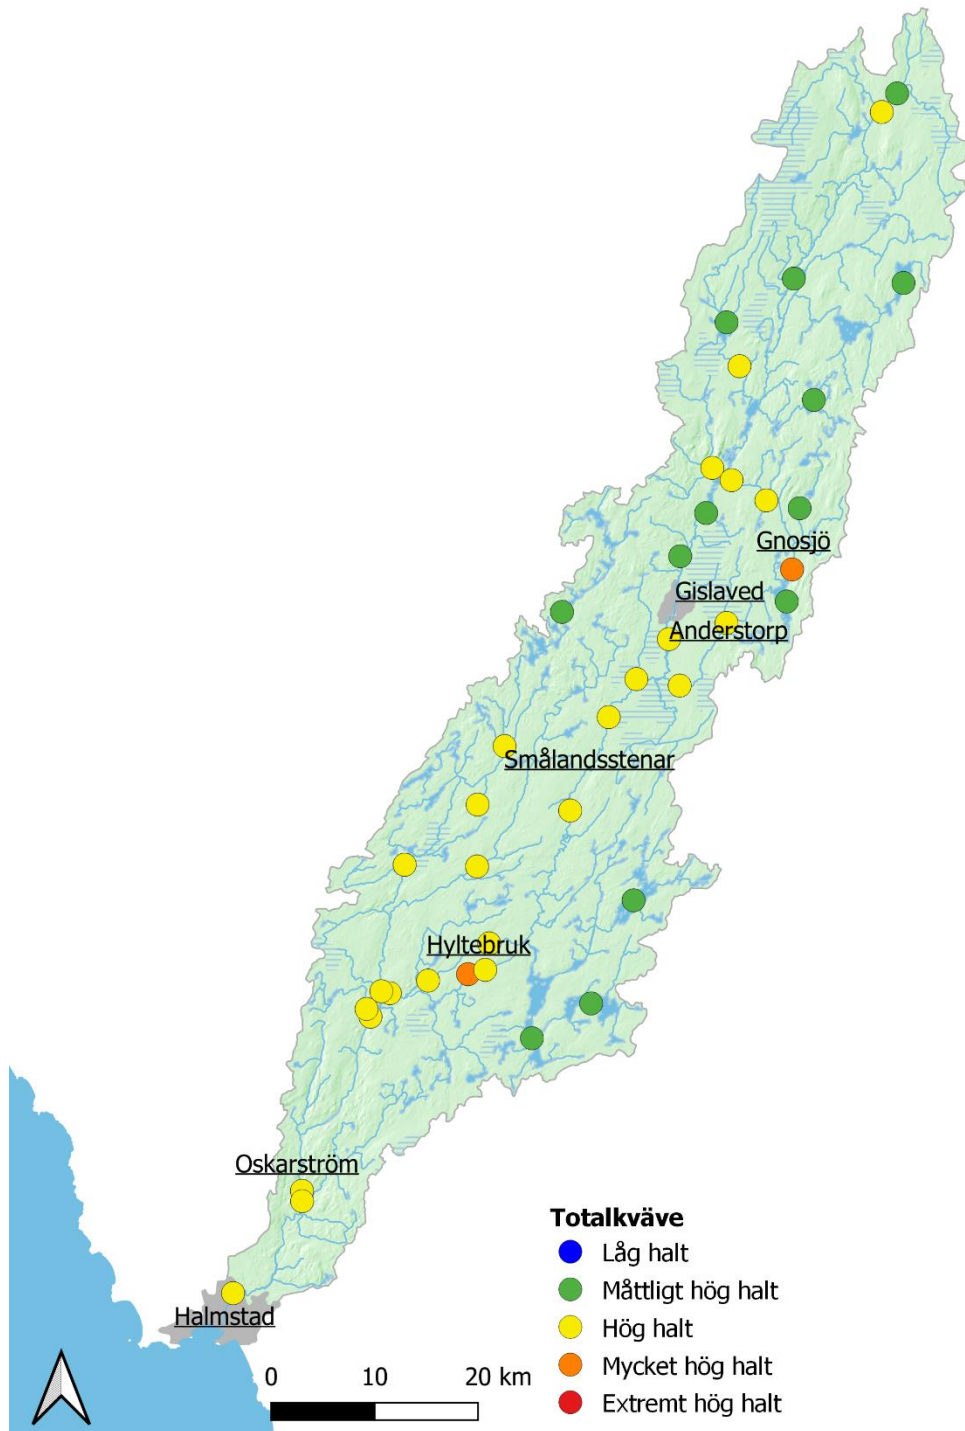 Gnosjö
Gislaved
Anderstorp
Smålandsstenar
Hyltebruk
Oskarström
Halmstad
0 10 20 km
Totalkväve
Låg halt
Måttligt hög halt
Hög halt
Mycket hög halt
Extremt hög halt